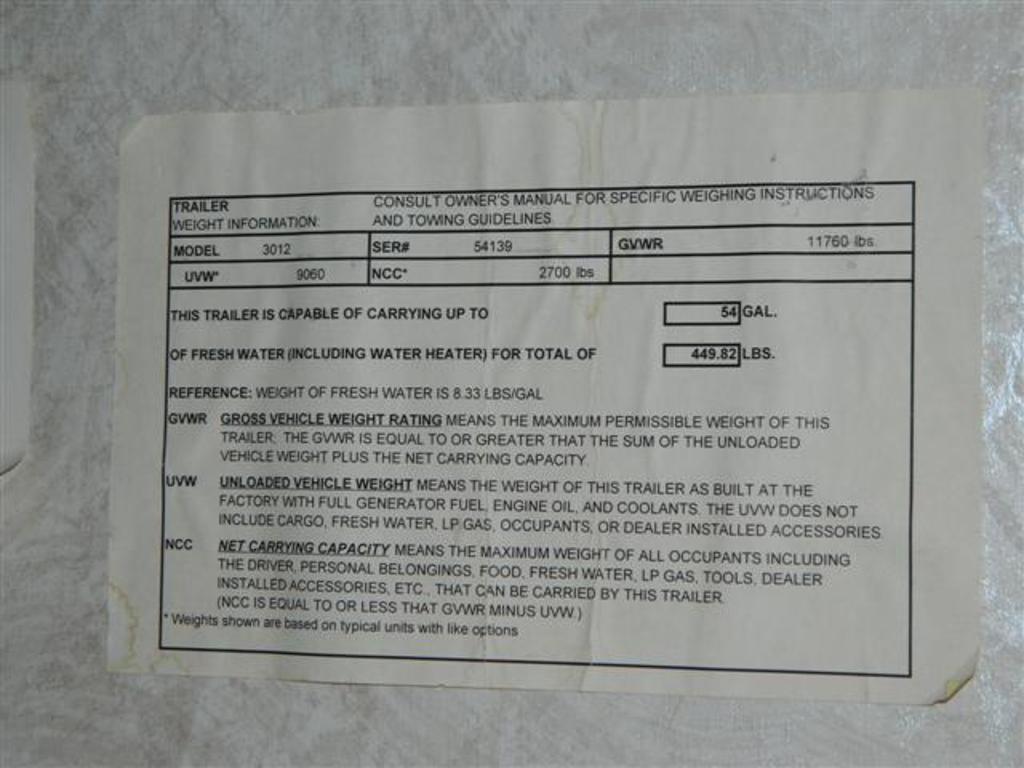 TRAILER CONSULT OWNER'S MANUAL FOR SPECIFIC WEIGHING INSTRUCTIONS
WEIGHT INFORMATION: AND TOWING GUIDELINES.
MODEL 3012 SER# 54139 GVWR 11760 lbs.
UVW* 9060 NCC* 2700 lbs
THIS TRAILER IS CAPABLE OF CARRYING UP TO 54 GAL.
OF FRESH WATER (INCLUDING WATER HEATER) FOR TOTAL OF 449.82 LBS.
REFERENCE: WEIGHT OF FRESH WATER IS 8.33 LBS/GAL
GVWR GROSS VEHICLE WEIGHT RATING MEANS THE MAXIMUM PERMISSIBLE WEIGHT OF THIS
TRAILER; THE GVWR IS EQUAL TO OR GREATER THAT THE SUM OF THE UNLOADED
VEHICLE WEIGHT PLUS THE NET CARRYING CAPACITY.
UVW UNLOADED VEHICLE WEIGHT MEANS THE WEIGHT OF THIS TRAILER AS BUILT AT THE
FACTORY WITH FULL GENERATOR FUEL, ENGINE OIL, AND COOLANTS. THE UVW DOES NOT
INCLUDE CARGO, FRESH WATER, LP GAS, OCCUPANTS, OR DEALER INSTALLED ACCESSORIES.
NCC NET CARRYING CAPACITY MEANS THE MAXIMUM WEIGHT OF ALL OCCUPANTS INCLUDING
THE DRIVER, PERSONAL BELONGINGS, FOOD, FRESH WATER, LP GAS, TOOLS, DEALER
INSTALLED ACCESSORIES, ETC., THAT CAN BE CARRIED BY THIS TRAILER.
(NCC IS EQUAL TO OR LESS THAT GVWR MINUS UVW.)
* Weights shown are based on typical units with like options